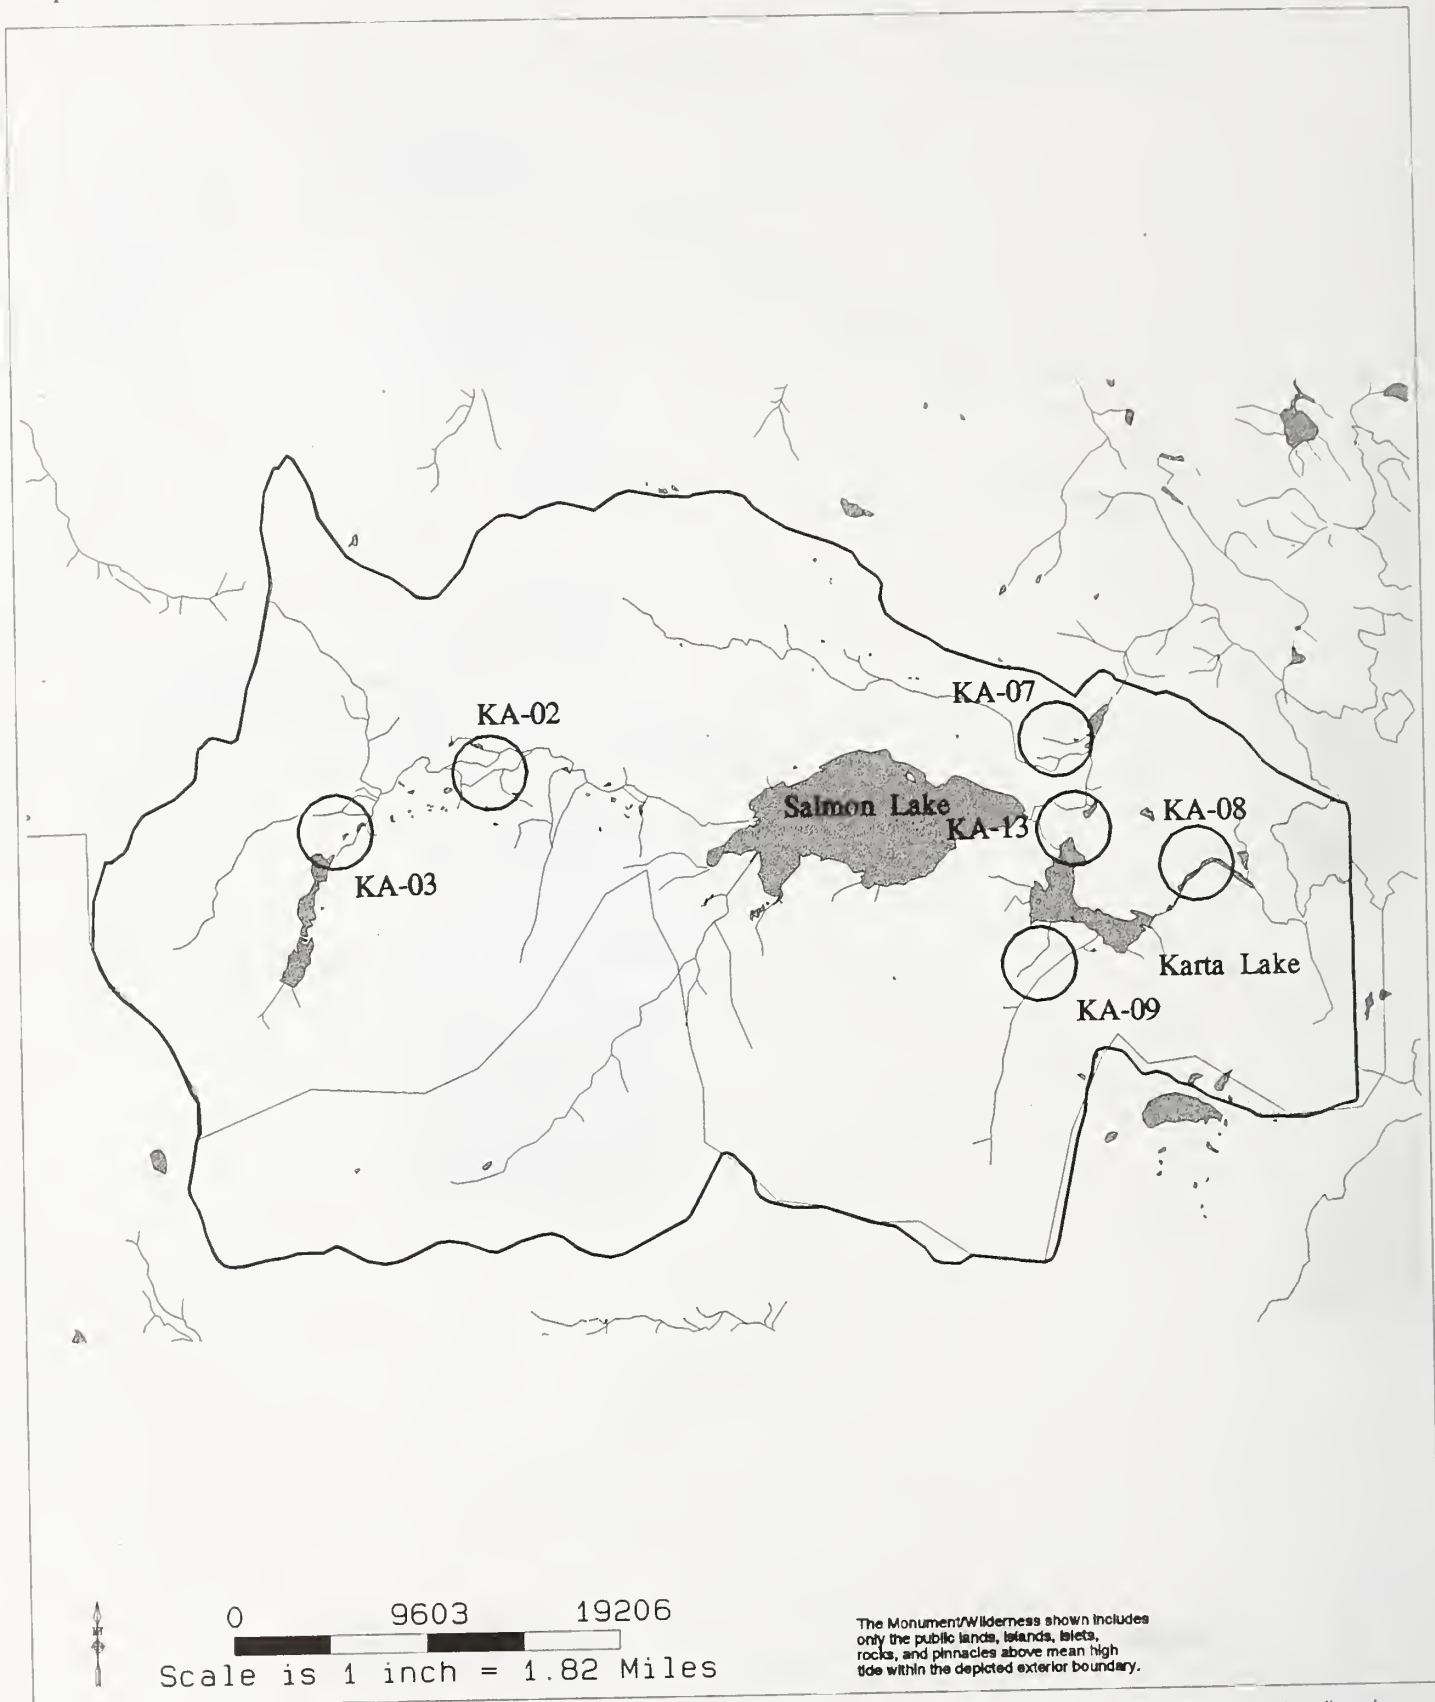 KA-07
KA-02
Salmon Lake
KA-08
KA-13
KA-03
Karta Lake
KA-09
0 9603 19206
Scale is 1 inch = 1.82 Miles
The Monument/Wilderness shown includes
only the public lands, islands, islets,
rocks, and pinnacles above mean high
tide within the depicted exterior boundary.